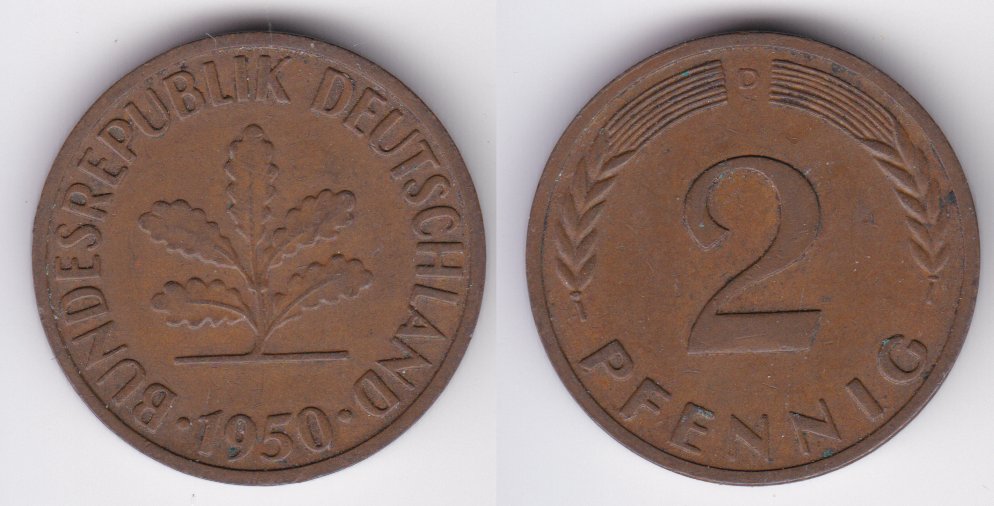 BUNDESREPUBLIK DEUTSCHLAND
· 1950 ·
D
2
PFENNIG